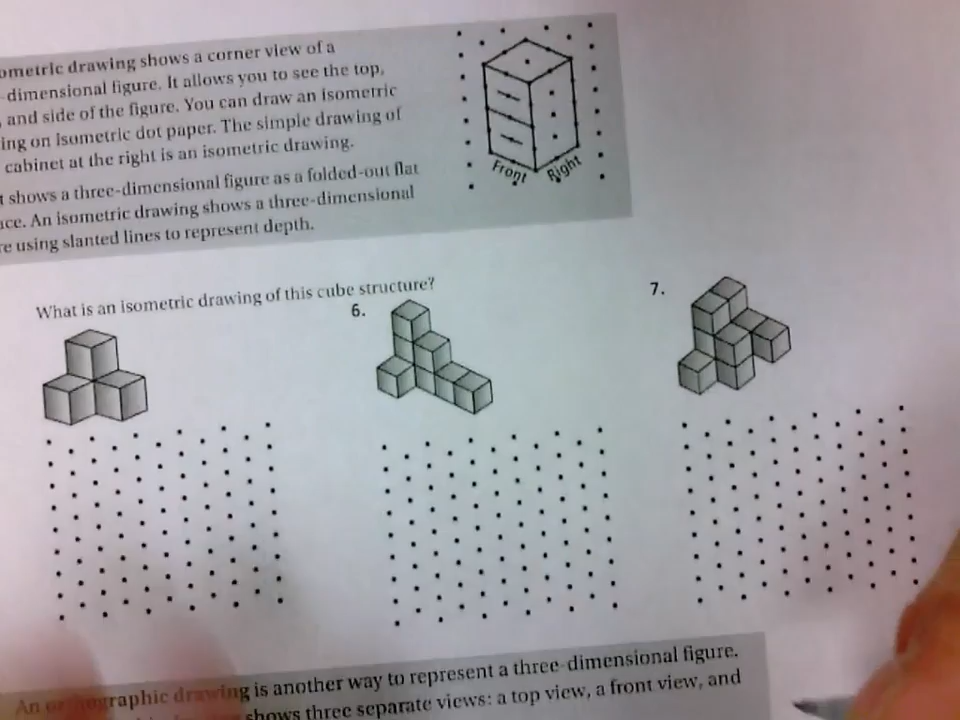 ometric drawing shows a corner view of a
-dimensional figure. It allows you to see the top,
, and side of the figure. You can draw an isometric
ing on isometric dot paper. The simple drawing of
cabinet at the right is an isometric drawing.
Front Right
t shows a three-dimensional figure as a folded-out flat
ace. An isometric drawing shows a three-dimensional
re using slanted lines to represent depth.
What is an isometric drawing of this cube structure?
6.
7.
An drawing is another way to represent a three-dimensional figure.
shows three separate views: a top view, a front view, and